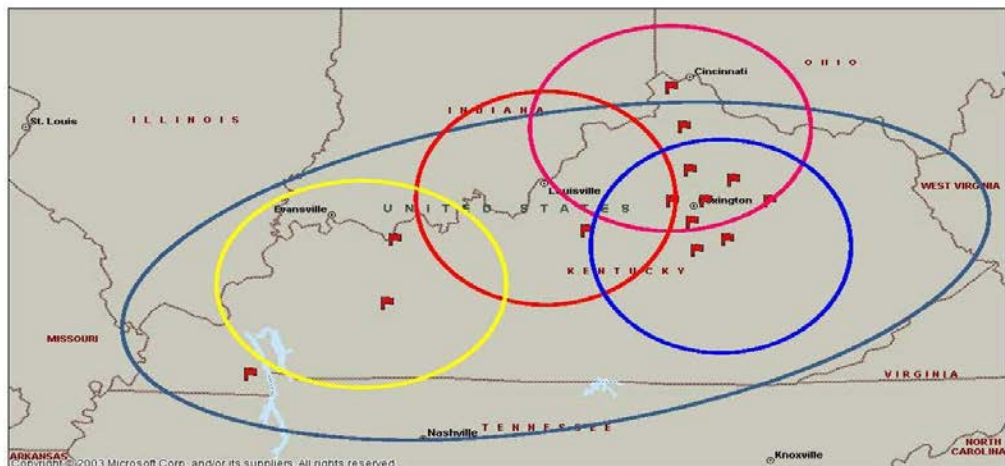 OHIO
Cincinnati
INDIANA
ILLINOIS
St. Louis
Louisville
WEST VIRGINIA
Evansville
UNITED STATES
xington
KENTUCKY
MISSOURI
VIRGINIA
TENNESSEE
Nashville
NORTH
CAROLINA
ARKANSAS
Knoxville
Copyright © 2003 Microsoft Corp. and/or its suppliers. All rights reserved.